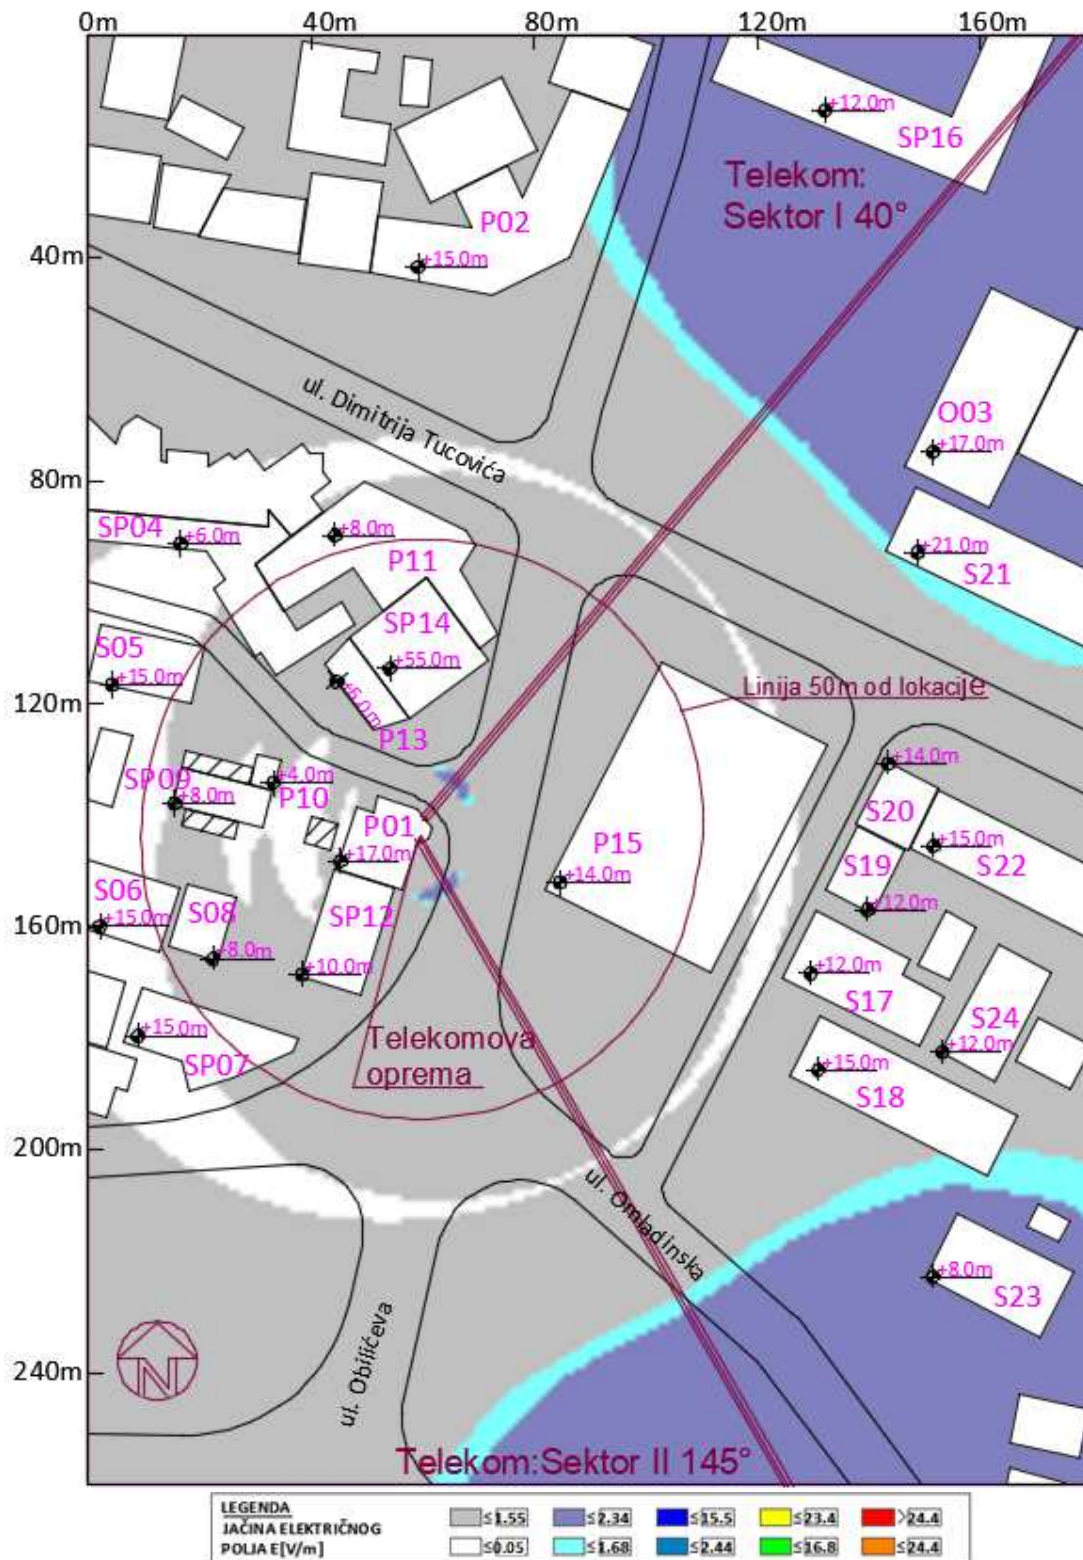 0m 40m 80m 120m 160m
+12.0m
SP16
Telekom:
Sektor I 40°
P02
40m
+15.0m
ul. Dimitrija Tucovića
O03
+17.0m
80m
SP04
+6.0m
+8.0m
P11
+21.0m
S21
SP14
S05
+55.0m
+15.0m
+6.0m
Linija 50m od lokacije
120m
P13
SP09
+4.0m
+8.0m
P10
+14.0m
S20
P01
P15
+15.0m
+17.0m
S19
S22
+14.0m
S06
S08
SP12
+12.0m
160m
+15.0m
+8.0m
+10.0m
+12.0m
S17
S24
+15.0m
Telekomova
oprema
+12.0m
SP07
+15.0m
S18
200m
ul. Omladinska
+8.0m
S23
240m
N
ul. Obilićeva
Telekom:Sektor II 145°
LEGENDA
JAČINA ELEKTRIČNOG
POLJA E[V/m]
≤1.55 ≤2.34 ≤15.5 ≤23.4 >24.4
≤0.05 ≤1.68 ≤2.44 ≤16.8 ≤24.4